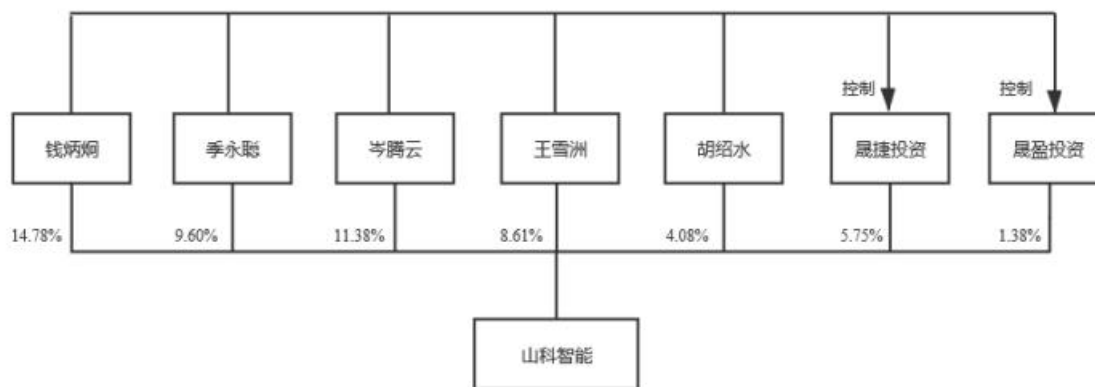 控制
控制
钱炳炯
季永聪
岑腾云
王雪洲
胡绍水
晟捷投资
晟盈投资
14.78%
9.60%
11.38%
8.61%
4.08%
5.75%
1.38%
山科智能